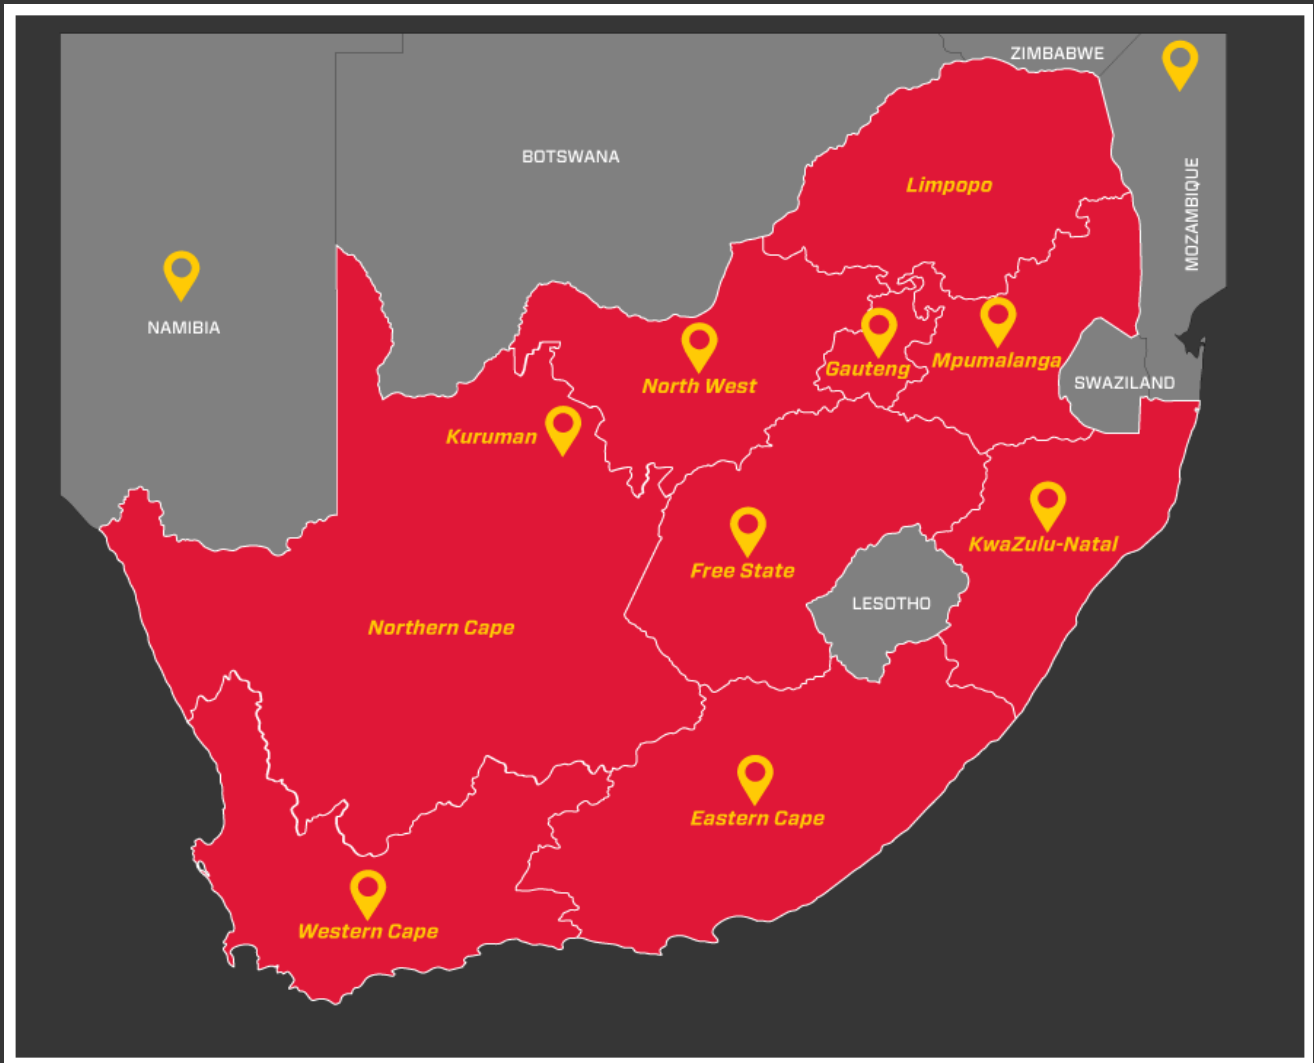 ZIMBABWE
BOTSWANA
Limpopo
MOZAMBIQUE
NAMIBIA
Mpumalanga
Gauteng
North West
SWAZILAND
Kuruman
KwaZulu-Natal
Free State
LESOTHO
Northern Cape
Eastern Cape
Western Cape